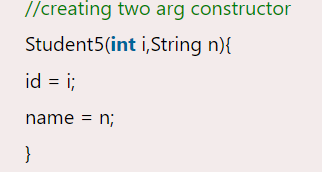 //creating two arg constructor
Student5(int i,String n){
id = i;
name = n;
}